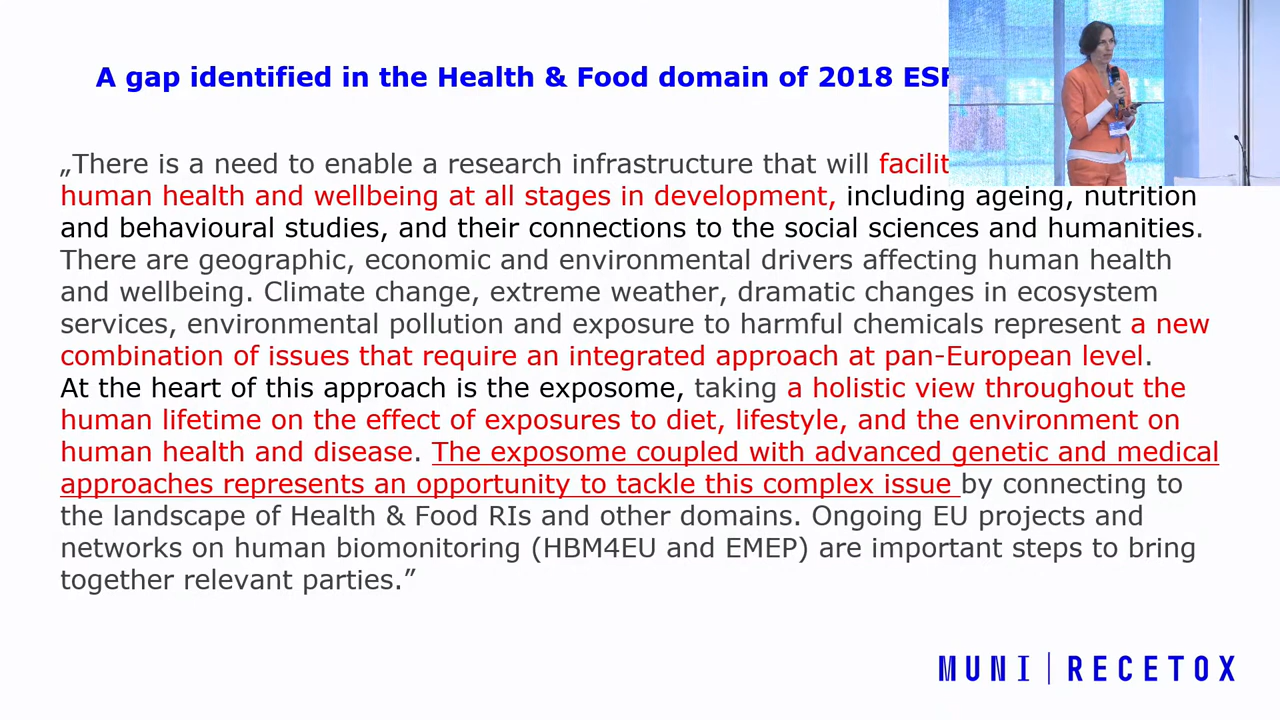 A gap identified in the Health & Food domain of 2018
„There is a need to enable a research infrastructure that will
human health and wellbeing at all stages in development, including ageing, nutrition
and behavioural studies, and their connections to the social sciences and humanities.
There are geographic, economic and environmental drivers affecting human health
and wellbeing. Climate change, extreme weather, dramatic changes in ecosystem
services, environmental pollution and exposure to harmful chemicals represent a new
combination of issues that require an integrated approach at pan-European level.
At the heart of this approach is the exposome, taking a holistic view throughout the
human lifetime on the effect of exposures to diet, lifestyle, and the environment on
human health and disease. The exposome coupled with advanced genetic and medical
approaches represents an opportunity to tackle this complex issue by connecting to
the landscape of Health & Food RIs and other domains. Ongoing EU projects and
networks on human biomonitoring (HBM4EU and EMEP) are important steps to bring
together relevant parties.”
MUNI | RECETOX